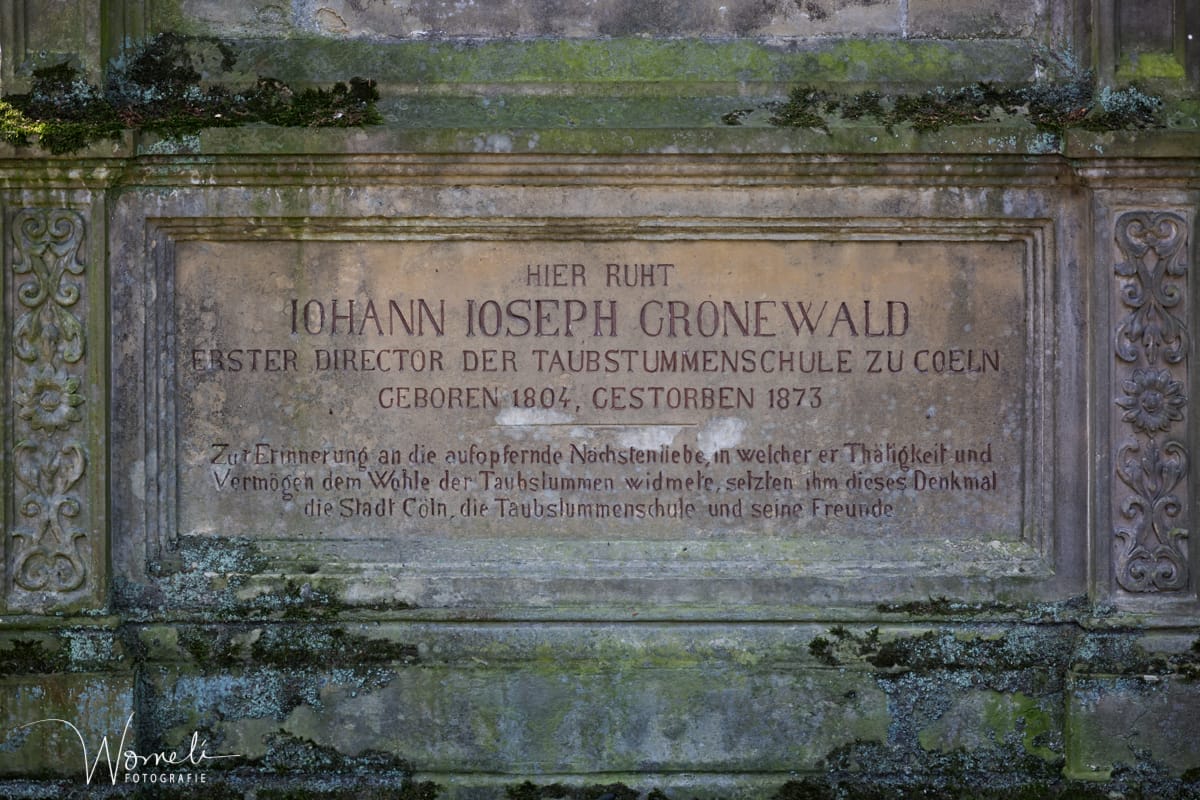 HIER RUHT
IOHANN IOSEPH GRONEWALD
ERSTER DIRECTOR DER TAUBSTUMMENSCHULE ZU COELN
GEBOREN 1804, GESTORBEN 1873
Zur Erinnerung an die aufopfernde Nächstenliebe, in welcher er Thätigkeit und
Vermögen dem Wohle der Taubstummen widmete, setzten ihm dieses Denkmal
die Stadt Cöln, die Taubstummenschule und seine Freunde
Womelí
FOTOGRAFIE